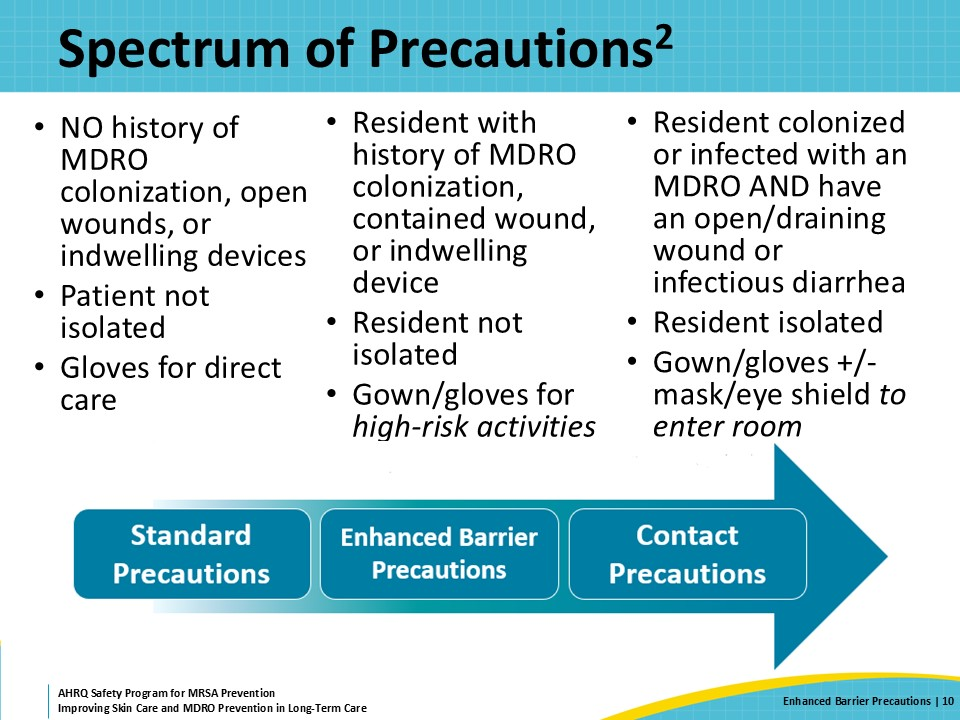 Spectrum of Precautions2
• NO history of
MDRO
colonization, open
wounds, or
indwelling devices
• Patient not
isolated
• Gloves for direct
care
• Resident with
history of MDRO
colonization,
contained wound,
or indwelling
device
• Resident not
isolated
• Gown/gloves for
high-risk activities
• Resident colonized
or infected with an
MDRO AND have
an open/draining
wound or
infectious diarrhea
• Resident isolated
• Gown/gloves +/-
mask/eye shield to
enter room
Standard
Precautions
Enhanced Barrier
Precautions
Contact
Precautions
AHRQ Safety Program for MRSA Prevention
Improving Skin Care and MDRO Prevention in Long-Term Care
Enhanced Barrier Precautions | 10